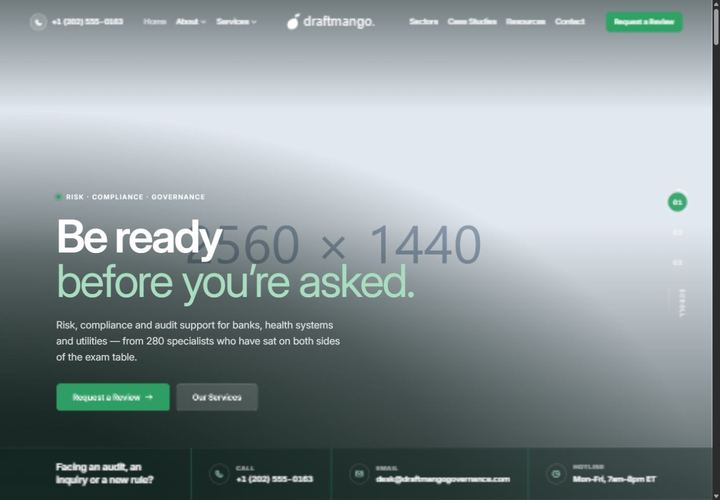 +1 (202) 555-0163
Home About Services
draftmango.
Sectors Case Studies Resources Contact
Request a Review
RISK · COMPLIANCE · GOVERNANCE
2560 × 1440
Be ready
before you're asked.
Risk, compliance and audit support for banks, health systems
and utilities — from 280 specialists who have sat on both sides
of the exam table.
Request a Review → Our Services
01
02
03
SCROLL
Facing an audit, an
inquiry or a new rule?
CALL
+1 (202) 555-0163
EMAIL
desk@draftmangogovernance.com
HOTLINE
Mon-Fri, 7am-8pm ET